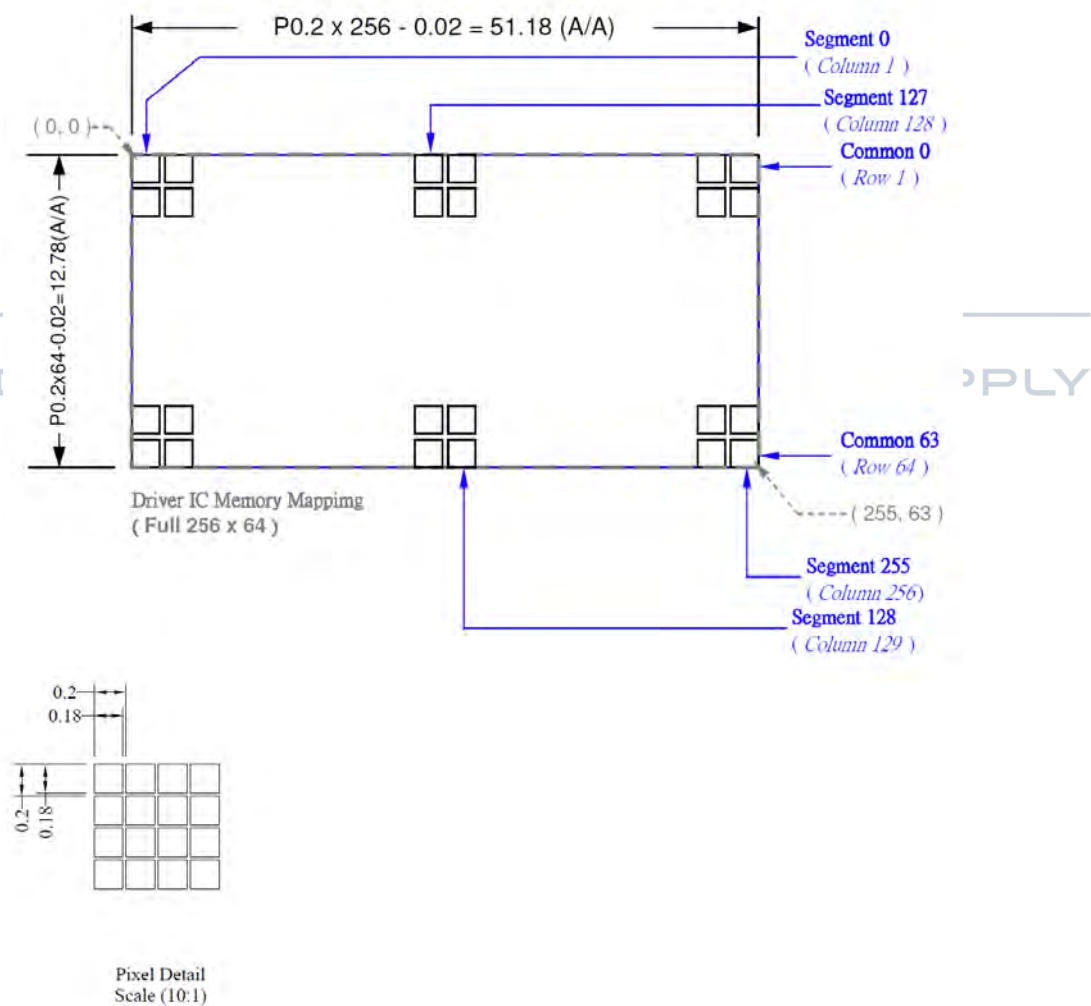 P0.2 x 256 - 0.02 = 51.18 (A/A)
Segment 0
( Column 1 )
Segment 127
( Column 128 )
( 0, 0 )
Common 0
( Row 1 )
P0.2x64-0.02=12.78(A/A)
PPLY
Common 63
( Row 64 )
Driver IC Memory Mappimg
( Full 256 x 64 )
( 255, 63 )
Segment 255
( Column 256)
Segment 128
( Column 129 )
0.2
0.18
0.2
0.18
Pixel Detail
Scale (10:1)